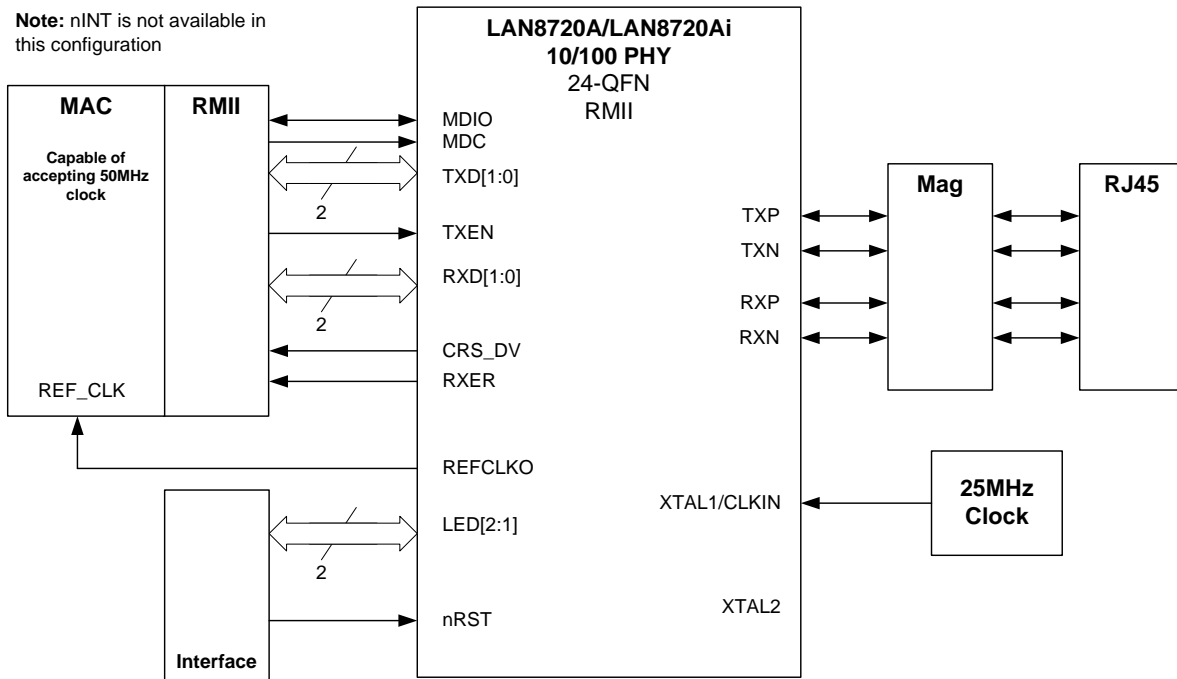 Note: nINT is not available in
this configuration
LAN8720A/LAN8720Ai
10/100 PHY
24-QFN
RMII
MAC
RMII
Capable of
accepting 50MHz
clock
REF_CLK
MDIO
MDC
TXD[1:0]
2
TXEN
RXD[1:0]
2
CRS_DV
RXER
REFCLKO
LED[2:1]
2
nRST
Interface
TXP
TXN
RXP
RXN
Mag
RJ45
XTAL1/CLKIN
25MHz
Clock
XTAL2